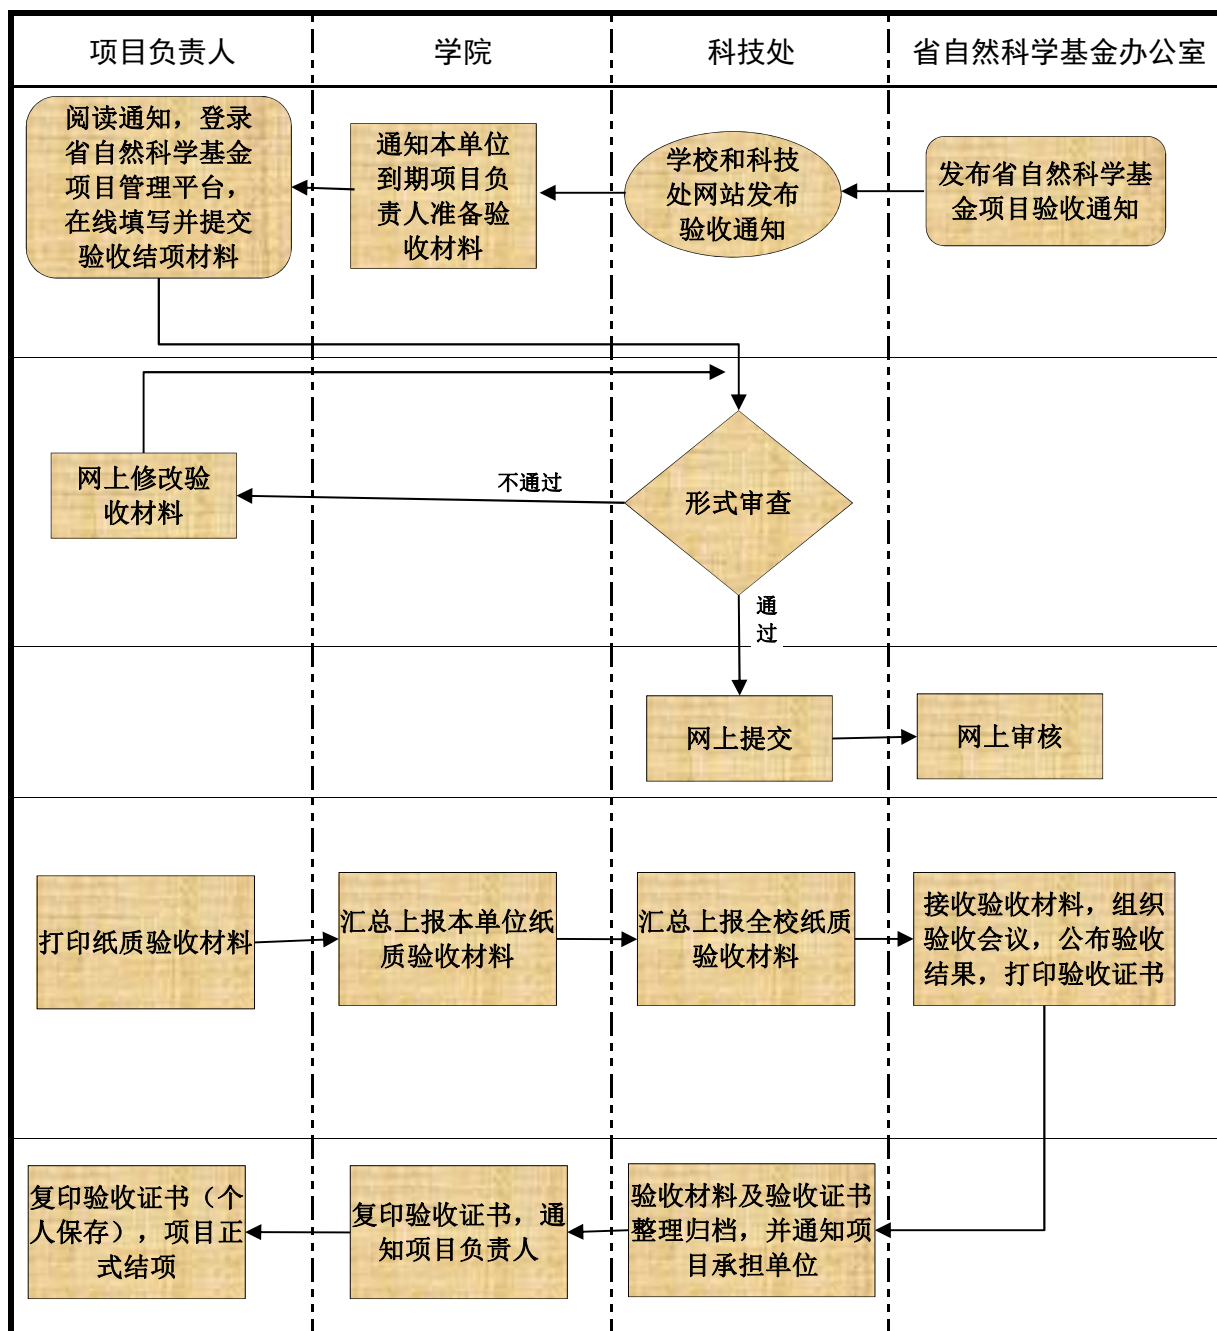 项目负责人
学院
科技处
省自然科学基金办公室
阅读通知，登录
省自然科学基金
项目管理平台，
在线填写并提交
验收结项材料
通知本单位
到期项目负
责人准备验
收材料
学校和科技
处网站发布
验收通知
发布省自然科学基
金项目验收通知
网上修改验
收材料
不通过
形式审查
通
过
网上提交
网上审核
打印纸质验收材料
汇总上报本单位纸
质验收材料
汇总上报全校纸质
验收材料
接收验收材料，组织
验收会议，公布验收
结果，打印验收证书
复印验收证书（个
人保存），项目正
式结项
复印验收证书，通
知项目负责人
验收材料及验收证书
整理归档，并通知项
目承担单位